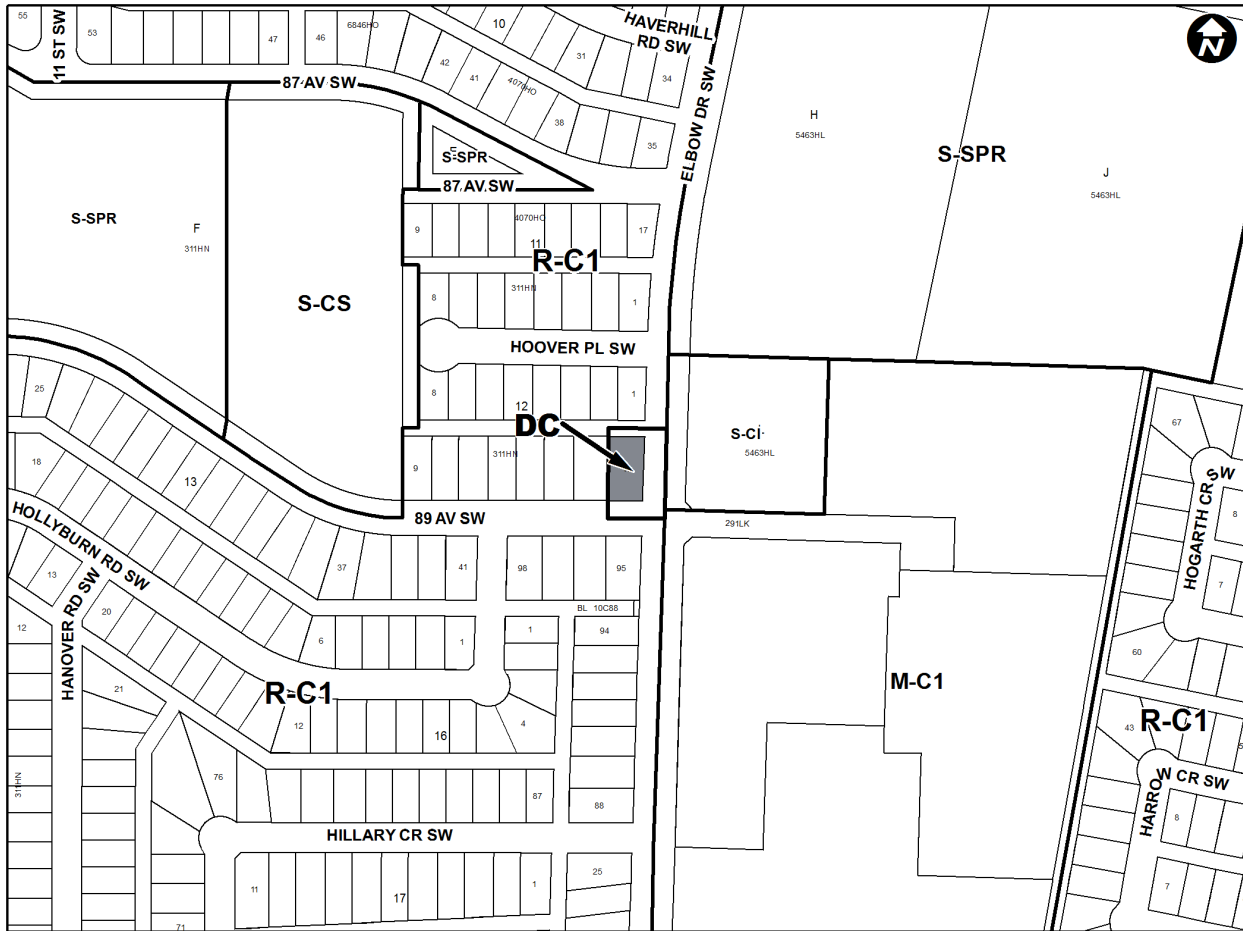 55
11 ST SW
53
47
46
6846HO
42
41
4070HO
10
31
38
HAVERHILL
RD SW
34
35
N
87 AV SW
ELBOW DR SW
H
5463HL
S-SPR
J
5463HL
S-SPR
F
311HN
S-SPR
87 AV SW
S-CS
9
4070HO
11
17
R-C1
8
311HN
1
HOOVER PL SW
8
12
1
DC
9
311HN
S-CI
5463HL
89 AV SW
291LK
67
HOGARTH CR SW
8
7
60
25
18
13
HOLLYBURN RD SW
13
12
HANOVER RD SW
20
37
41
98
95
BL 10C88
6
1
1
94
21
R-C1
12
16
4
M-C1
R-C1
43
5
HARROW CR SW
8
7
311HN
76
87
88
HILLARY CR SW
11
17
1
25
71